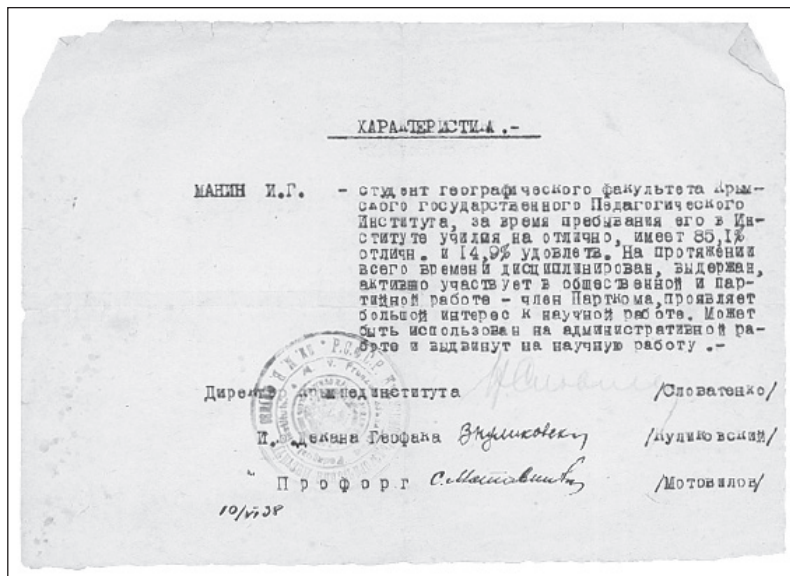 ХАРАКТЕРИСТИКА .-
МАНИН И.Г. - студент географического факультета Крым-
ского государственного Педагогического
Института, за время пребывания его в Ин-
ституте училия на отлично, имеет 85,1%
отличн. и 14,9% удовлетв. На протяжении
всего времени дисциплинирован, выдержан,
активно участвует в общественной и пар-
тийной работе - член Парткома,проявляет
большой интерес к научной работе. Может
быть использован на административной ра-
боте и выдвинут на научную работу .-
Р.С.Ф.С.Р.
Директор Крымпединститута /Словатенко/
И. Декана Геофака /Куликовский/
Профорг /Мотовилов/
10/VI 38